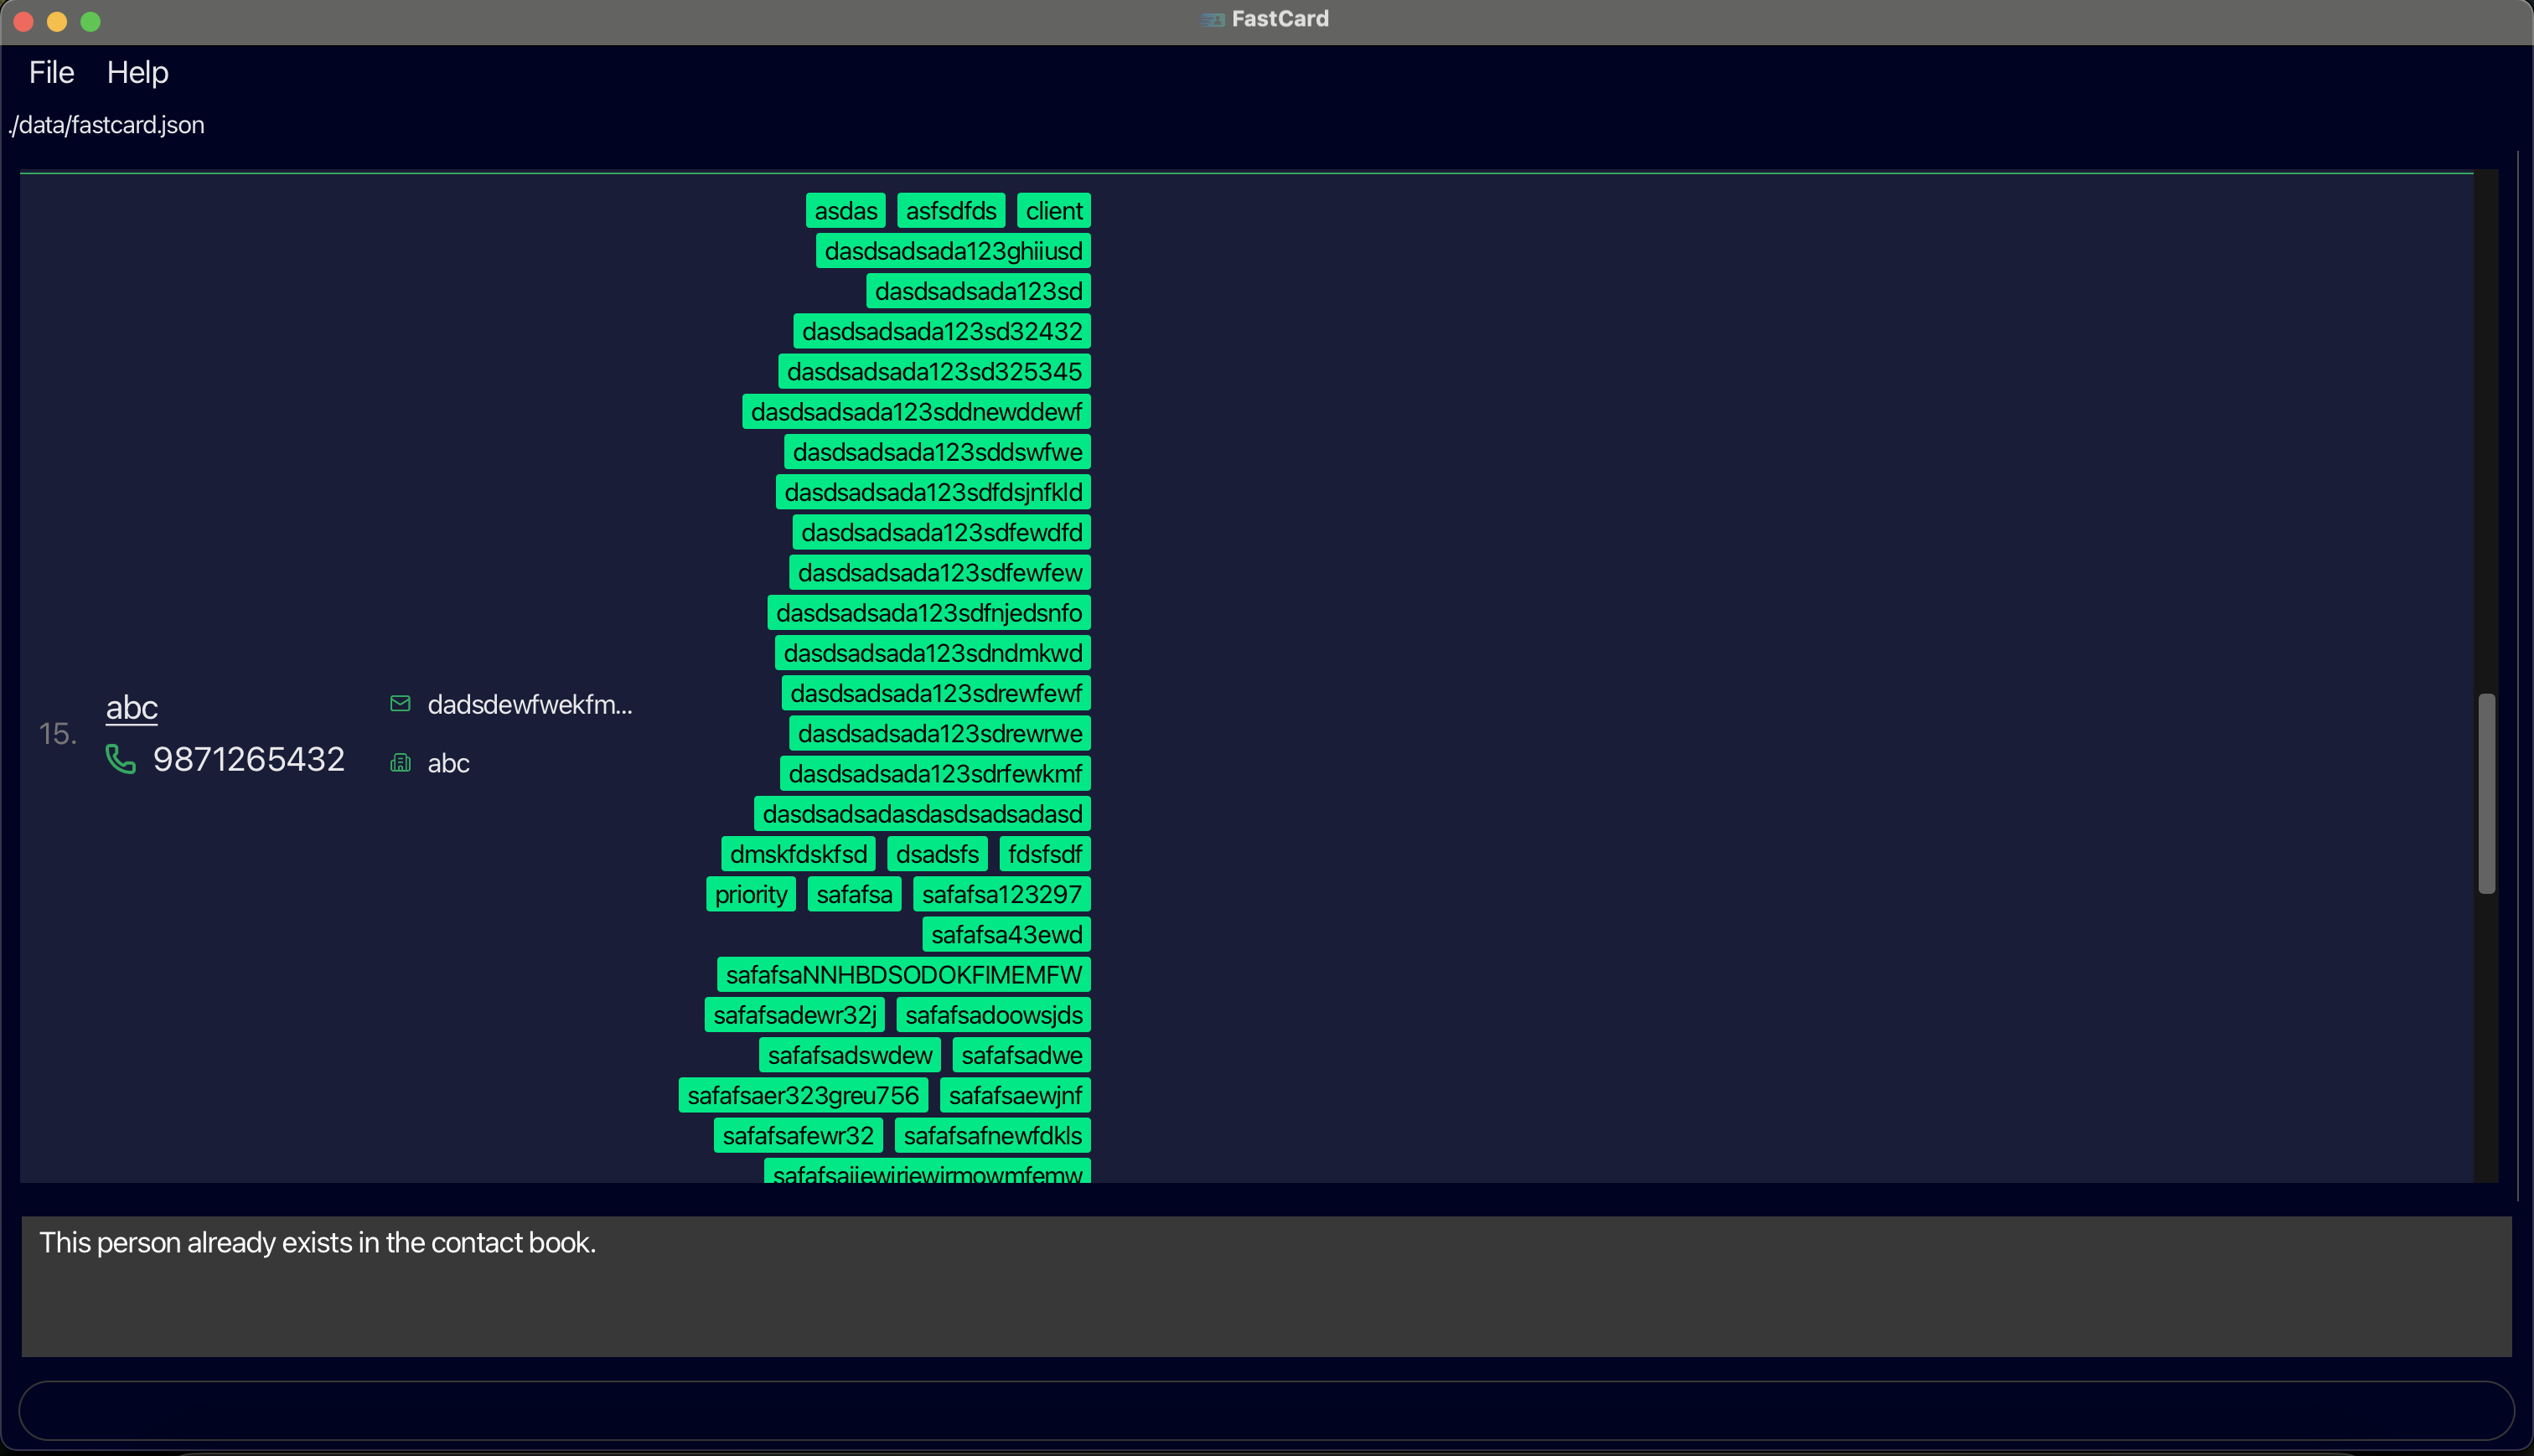 FastCard
File Help
./data/fastcard.json
asdas asfsdfds client
dasdsadsada123ghiiusd
dasdsadsada123sd
dasdsadsada123sd32432
dasdsadsada123sd325345
dasdsadsada123sddnewddewf
dasdsadsada123sddswfwe
dasdsadsada123sdfdsjnfkld
dasdsadsada123sdfewdfd
dasdsadsada123sdfewfew
dasdsadsada123sdfnjedsnfo
dasdsadsada123sdndmkwd
dasdsadsada123sdrewfewf
dasdsadsada123sdrewrwe
dasdsadsada123sdrfewkmf
dasdsadsadasdasdsadsadasd
dmskfdskfsd dsadsfs fdsfsdf
priority safafsa safafsa123297
safafsa43ewd
safafsaNNHBDSODOKFIMEMFW
safafsadewr32j safafsadoowsjds
safafsadswdew safafsadwe
safafsaer323greu756 safafsaewjnf
safafsafewr32 safafsafnewfdkls
15.
abc
9871265432
dadsdewfwekfm...
abc
This person already exists in the contact book.